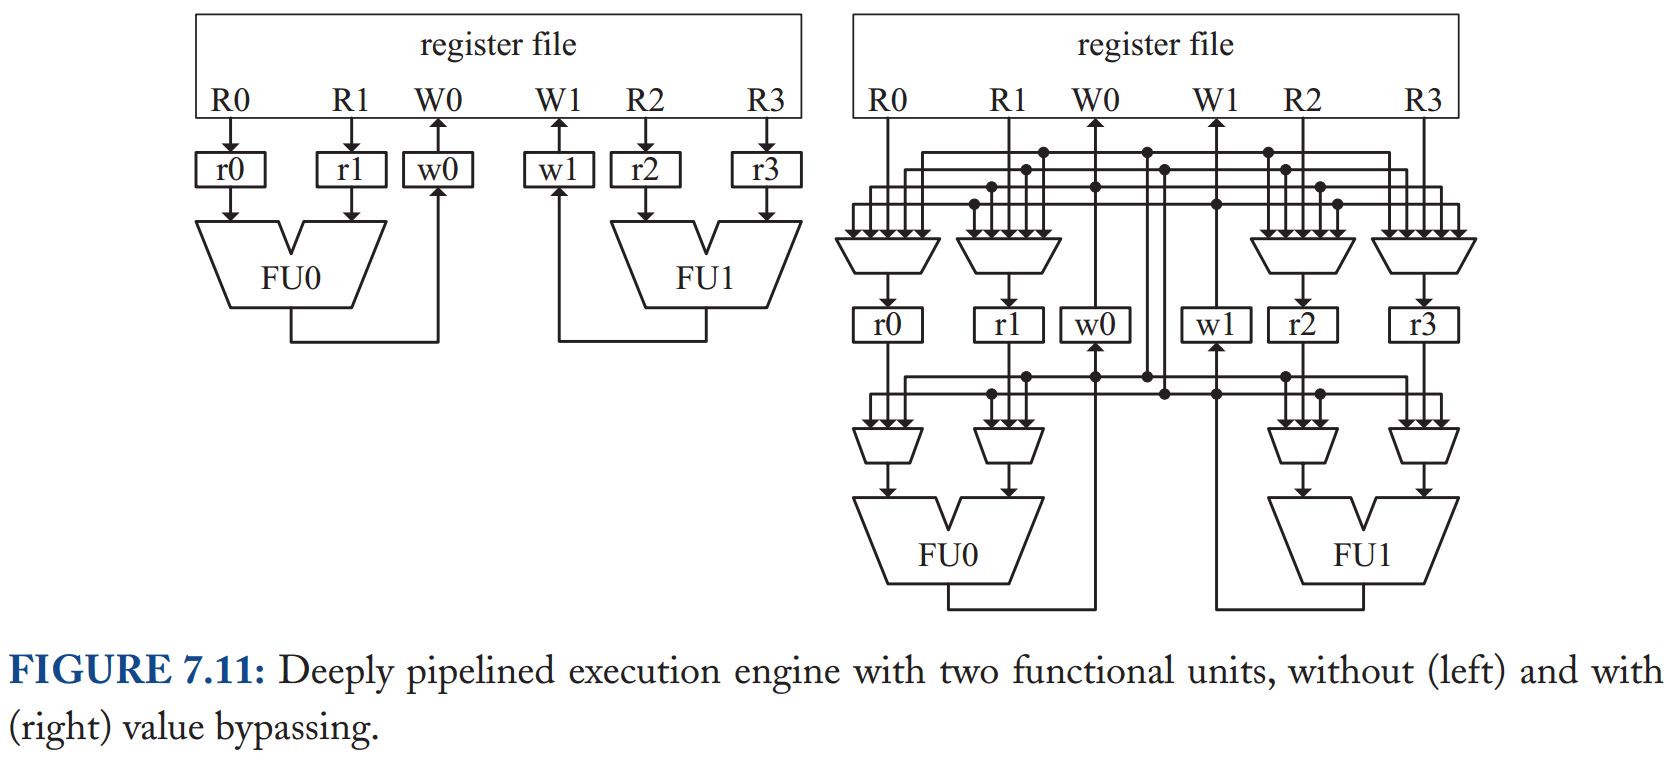 register file
R0 R1 W0 W1 R2 R3
r0 r1 w0 w1 r2 r3
FU0 FU1
register file
R0 R1 W0 W1 R2 R3
r0 r1 w0 w1 r2 r3
FU0 FU1
FIGURE 7.11: Deeply pipelined execution engine with two functional units, without (left) and with
(right) value bypassing.